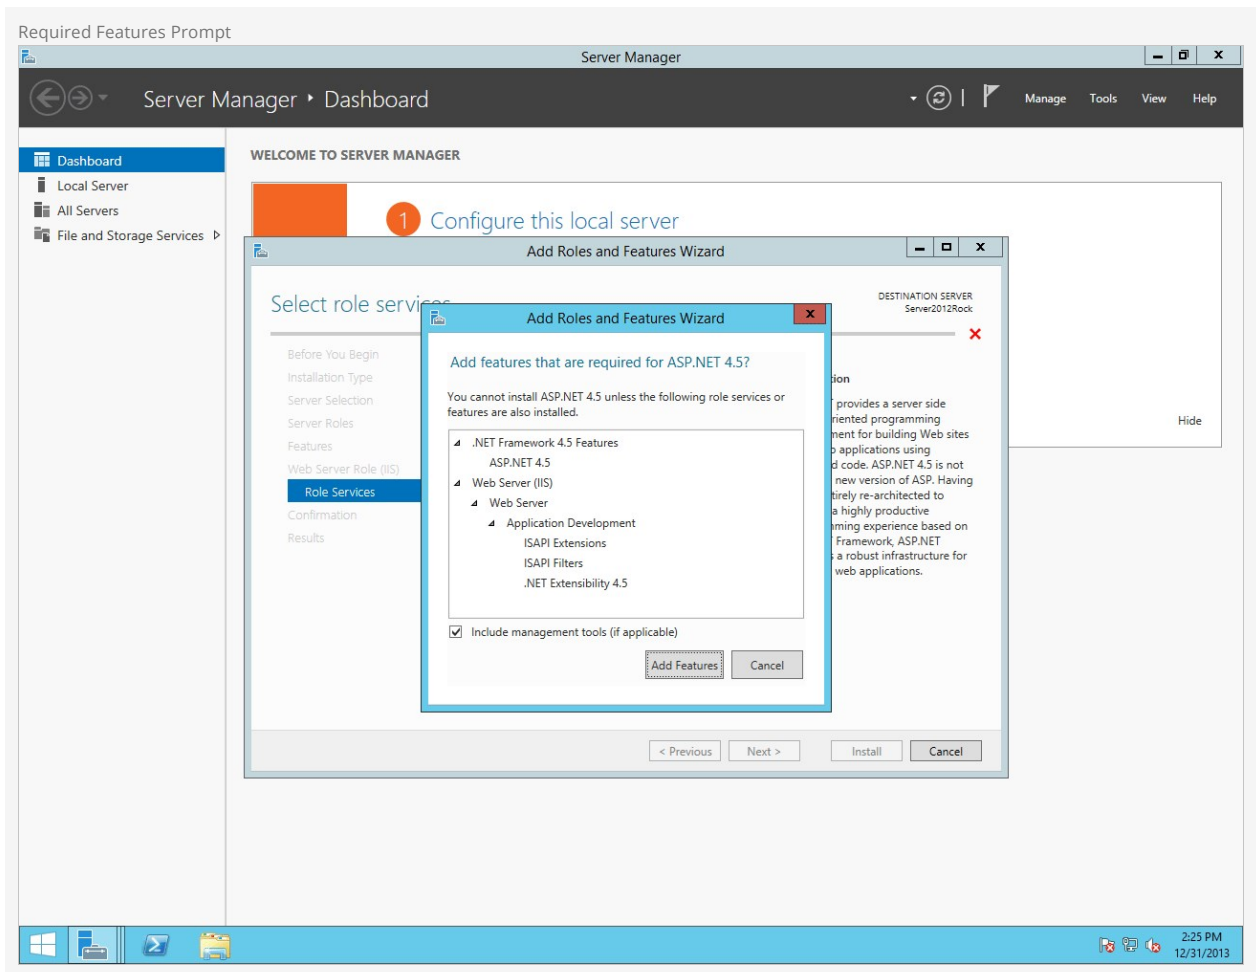 Required Features Prompt
Server Manager
Server Manager • Dashboard
Manage Tools View Help
Dashboard
Local Server
All Servers
File and Storage Services
WELCOME TO SERVER MANAGER
1 Configure this local server
Hide
Add Roles and Features Wizard
Select role services
DESTINATION SERVER
Server2012Rock
Before You Begin
Installation Type
Server Selection
Server Roles
Features
Web Server Role (IIS)
Role Services
Confirmation
Results
provides a server side
programming
for building Web sites
applications using
code. ASP.NET 4.5 is not
new version of ASP. Having
re-architected to
a highly productive
experience based on
Framework, ASP.NET
a robust infrastructure for
web applications.
< Previous Next > Install Cancel
Add Roles and Features Wizard
x
Add features that are required for ASP.NET 4.5?
You cannot install ASP.NET 4.5 unless the following role services or
features are also installed.
.NET Framework 4.5 Features
ASP.NET 4.5
Web Server (IIS)
Web Server
Application Development
ISAPI Extensions
ISAPI Filters
.NET Extensibility 4.5
Include management tools (if applicable)
Add Features Cancel
2:25 PM
12/31/2013